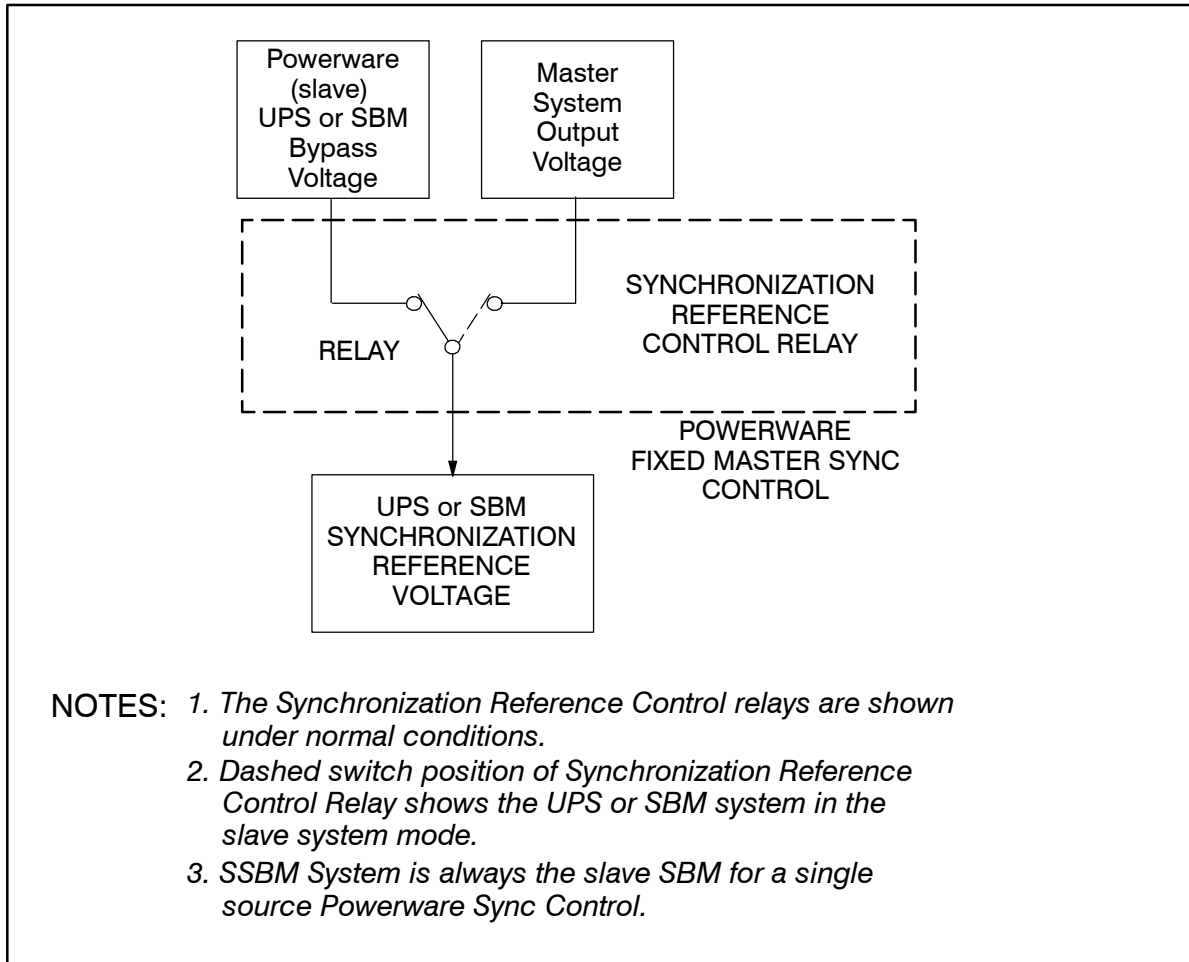 Powerware
(slave)
UPS or SBM
Bypass
Voltage
Master
System
Output
Voltage
RELAY
SYNCHRONIZATION
REFERENCE
CONTROL RELAY
POWERWARE
FIXED MASTER SYNC
CONTROL
UPS or SBM
SYNCHRONIZATION
REFERENCE
VOLTAGE
NOTES: 1. The Synchronization Reference Control relays are shown
under normal conditions.
2. Dashed switch position of Synchronization Reference
Control Relay shows the UPS or SBM system in the
slave system mode.
3. SSBM System is always the slave SBM for a single
source Powerware Sync Control.